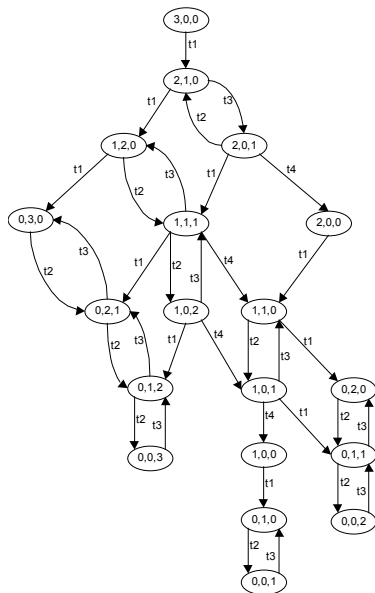 3,0,0
t1
2,1,0
t1
t2
t3
1,2,0
2,0,1
t1
t2
t3
t1
t4
0,3,0
1,1,1
2,0,0
t2
t3
t1
t2
t4
t1
t3
0,2,1
1,0,2
1,1,0
t2
t3
t1
t4
t2
t3
t1
0,1,2
1,0,1
0,2,0
t2
t3
t4
t1
t2
t3
0,0,3
1,0,0
0,1,1
t1
t2
t3
0,1,0
0,0,2
t2
t3
0,0,1